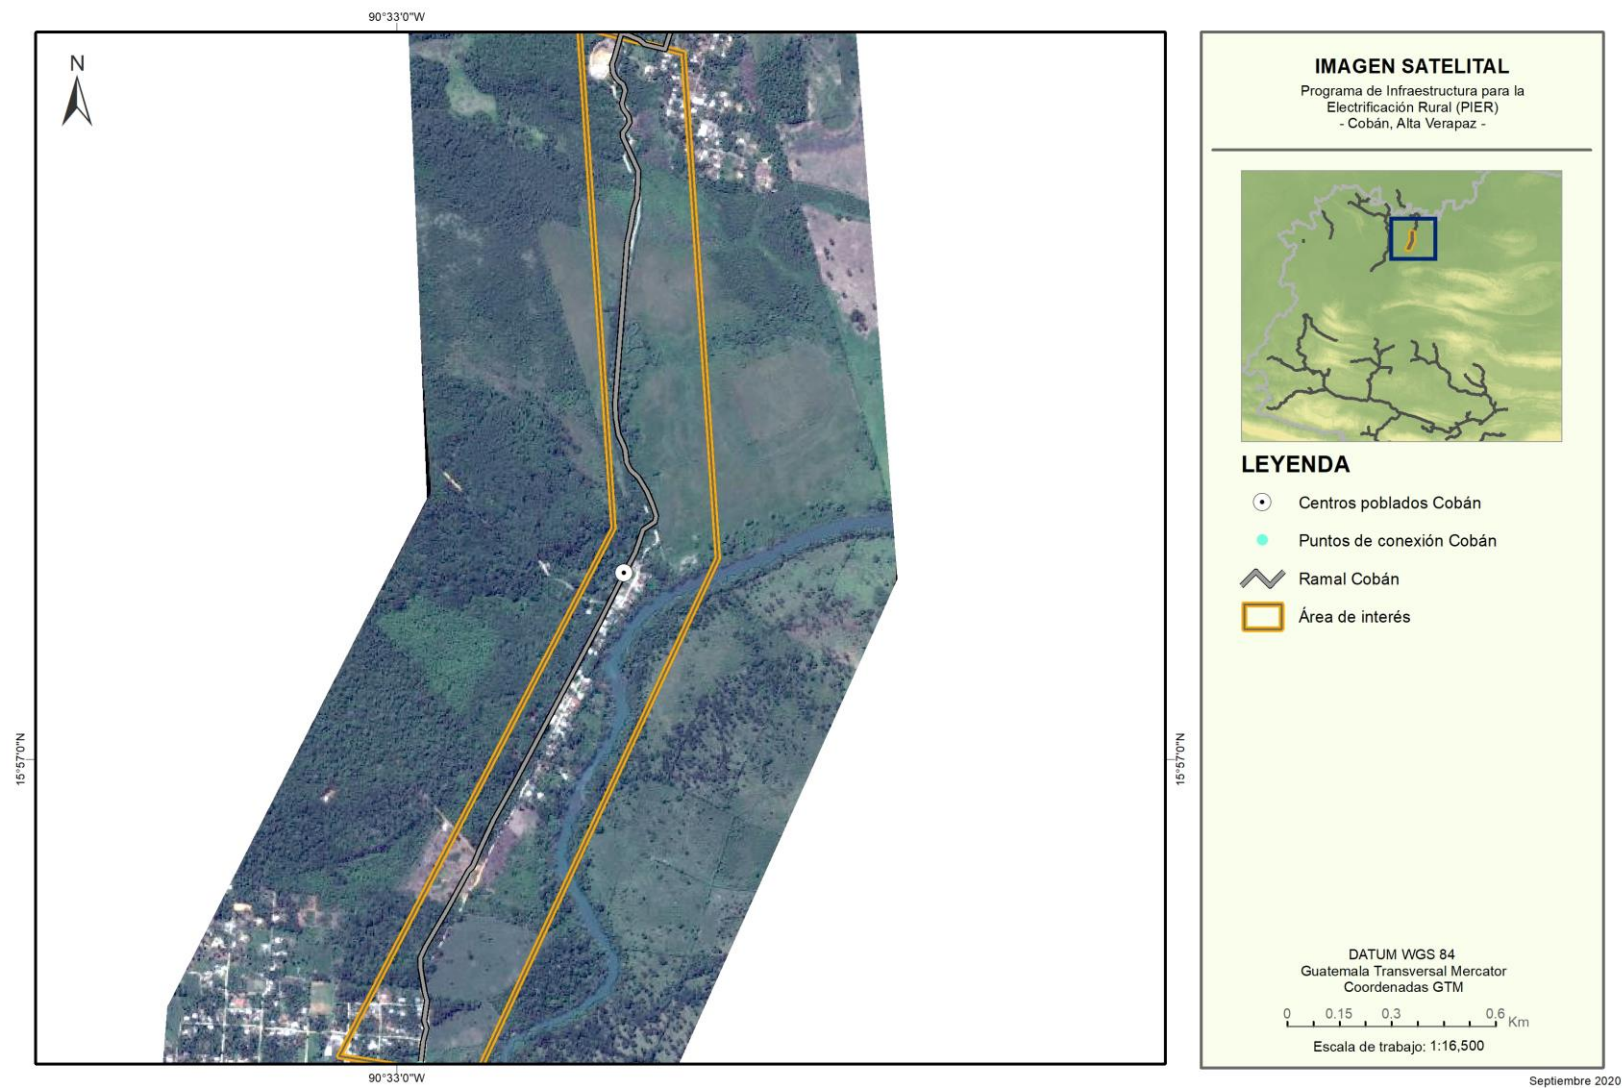 90°33'0"W
N
15°57'0"N
15°57'0"N
90°33'0"W
IMAGEN SATELITAL
Programa de Infraestructura para la
Electrificación Rural (PIER)
- Cobán, Alta Verapaz -
LEYENDA
Centros poblados Cobán
Puntos de conexión Cobán
Ramal Cobán
Área de interés
DATUM WGS 84
Guatemala Transversal Mercator
Coordenadas GTM
0 0.15 0.3 0.6 Km
Escala de trabajo: 1:16,500
Septiembre 2020